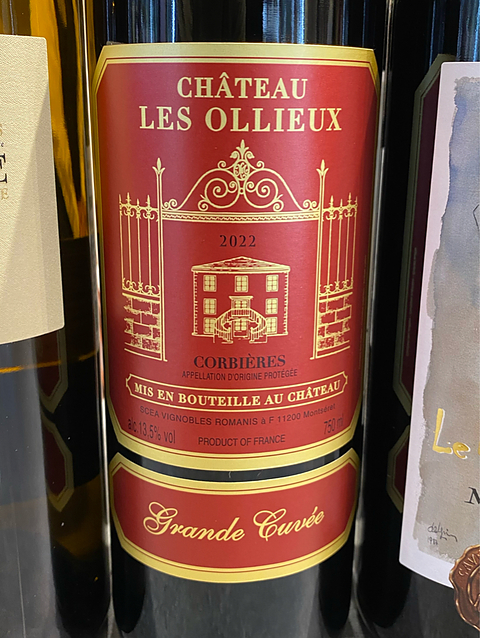 CHÂTEAU
LES OLLIEUX
2022
CORBIÈRES
APPELLATION D'ORIGINE PROTÉGÉE
MIS EN BOUTEILLE AU CHÂTEAU
SCEA VIGNOBLES ROMANIS à F 11200 Montséret
alc 13,5% vol
750 ml
PRODUCT OF FRANCE
Grande Cuvée
Le